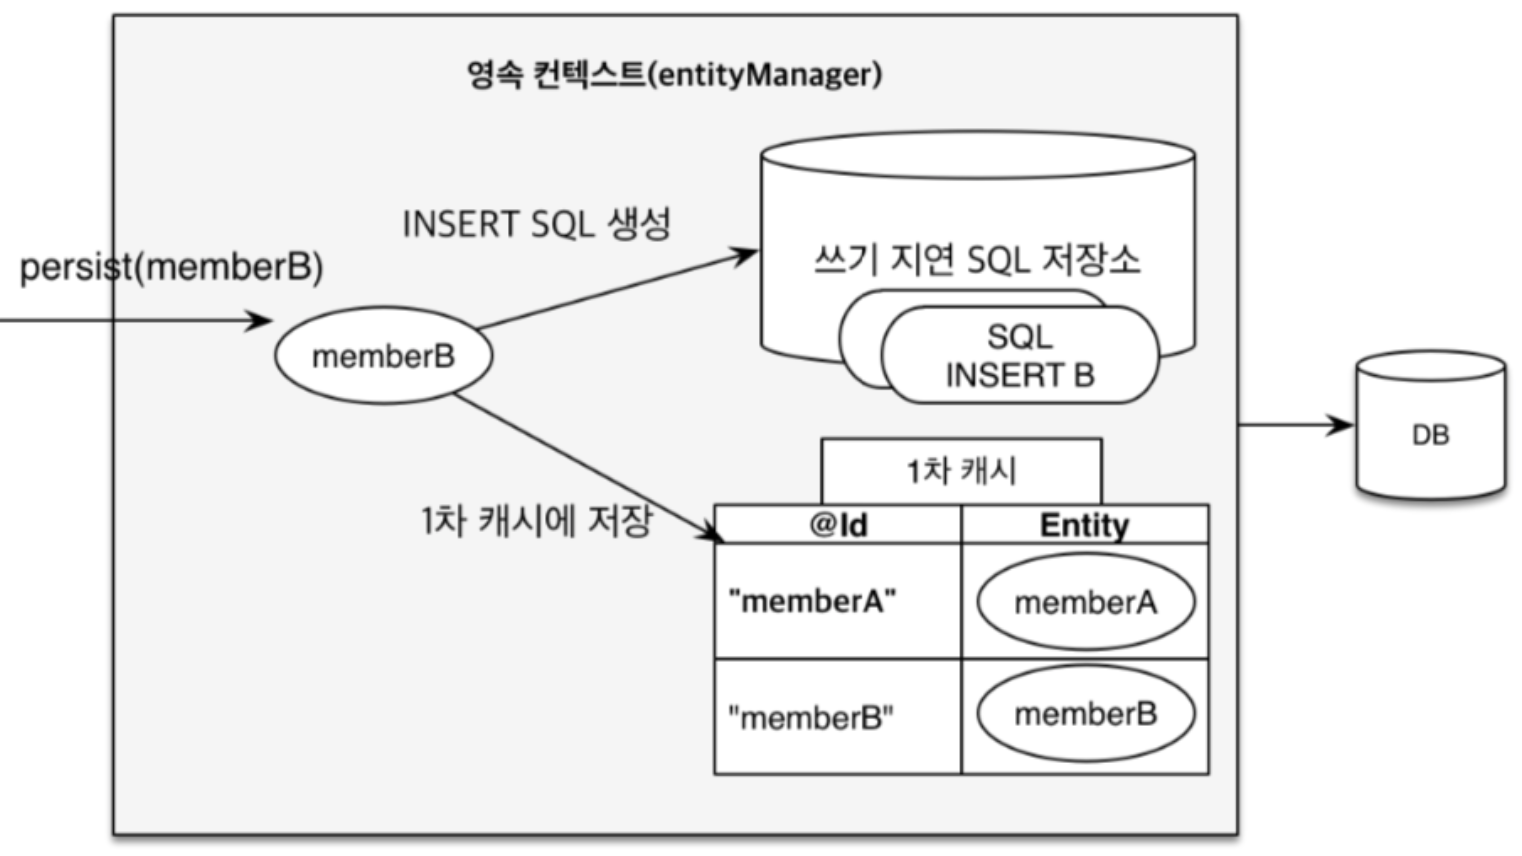 영속 컨텍스트(entityManager)
INSERT SQL 생성
persist(memberB)
memberB
쓰기 지연 SQL 저장소
SQL
INSERT B
DB
1차 캐시
1차 캐시에 저장
@Id
Entity
"memberA"
memberA
"memberB"
memberB